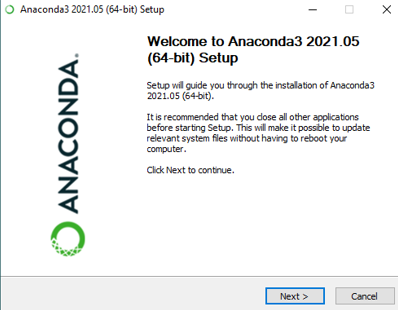 Anaconda3 2021.05 (64-bit) Setup
Welcome to Anaconda3 2021.05
(64-bit) Setup
Setup will guide you through the installation of Anaconda3
2021.05 (64-bit).
It is recommended that you close all other applications
before starting Setup. This will make it possible to update
relevant system files without having to reboot your
computer.
Click Next to continue.
ANACONDA.
Next >
Cancel